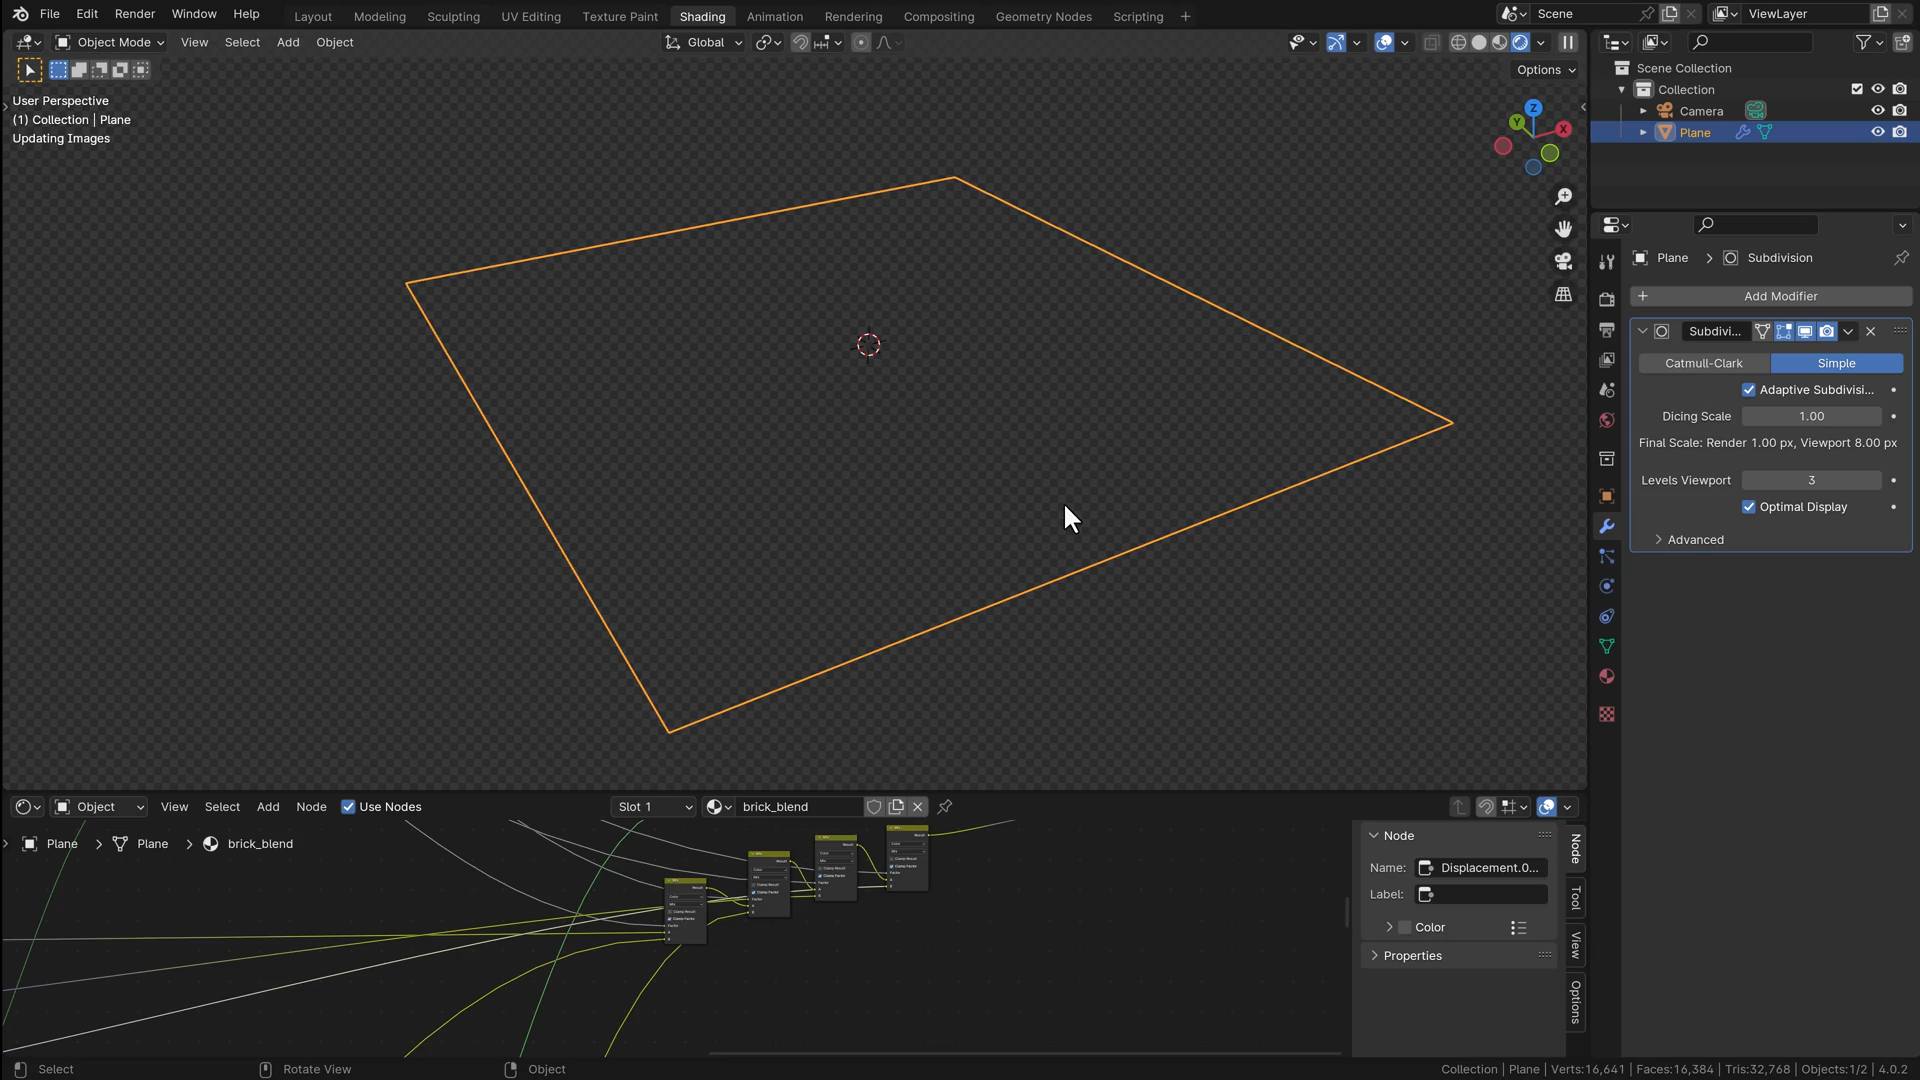 File Edit Render Window Help Layout Modeling Sculpting UV Editing Texture Paint Shading Animation Rendering Compositing Geometry Nodes Scripting + Scene ViewLayer
Object Mode View Select Add Object Global
Options
User Perspective
(1) Collection | Plane
Updating Images
Z
Y
X
Scene Collection
Collection
Camera
Plane
Plane > Subdivision
+ Add Modifier
Subdivi...
Catmull-Clark Simple
Adaptive Subdivisi...
Dicing Scale 1.00
Final Scale: Render 1.00 px, Viewport 8.00 px
Levels Viewport 3
Optimal Display
Advanced
Object View Select Add Node Use Nodes Slot 1 brick_blend
Plane > Plane > brick_blend
Node
Name: Displacement.0...
Label:
Color
Properties
Node
Tool
View
Options
Select Rotate View Object Collection | Plane | Verts:16,641 | Faces:16,384 | Tris:32,768 | Objects:1/2 | 4.0.2